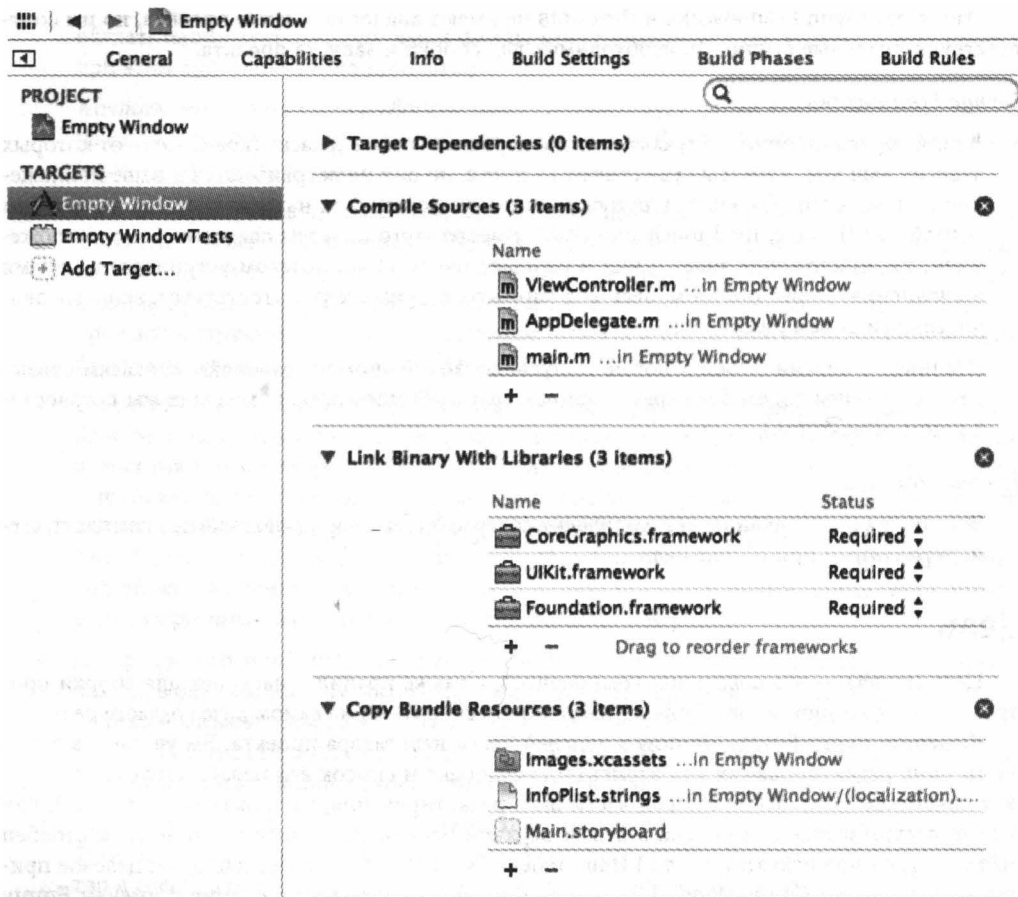 Empty Window
General Capabilities Info Build Settings Build Phases Build Rules
PROJECT
Empty Window
TARGETS
Empty Window
Empty WindowTests
Add Target...
Target Dependencies (0 items)
Compile Sources (3 items)
Name
ViewController.m ...in Empty Window
AppDelegate.m ...in Empty Window
main.m ...in Empty Window
+ −
Link Binary With Libraries (3 items)
Name Status
CoreGraphics.framework Required
UIKit.framework Required
Foundation.framework Required
+ − Drag to reorder frameworks
Copy Bundle Resources (3 items)
Images.xcassets ...in Empty Window
InfoPlist.strings ...in Empty Window/(localization)....
Main.storyboard
+ −